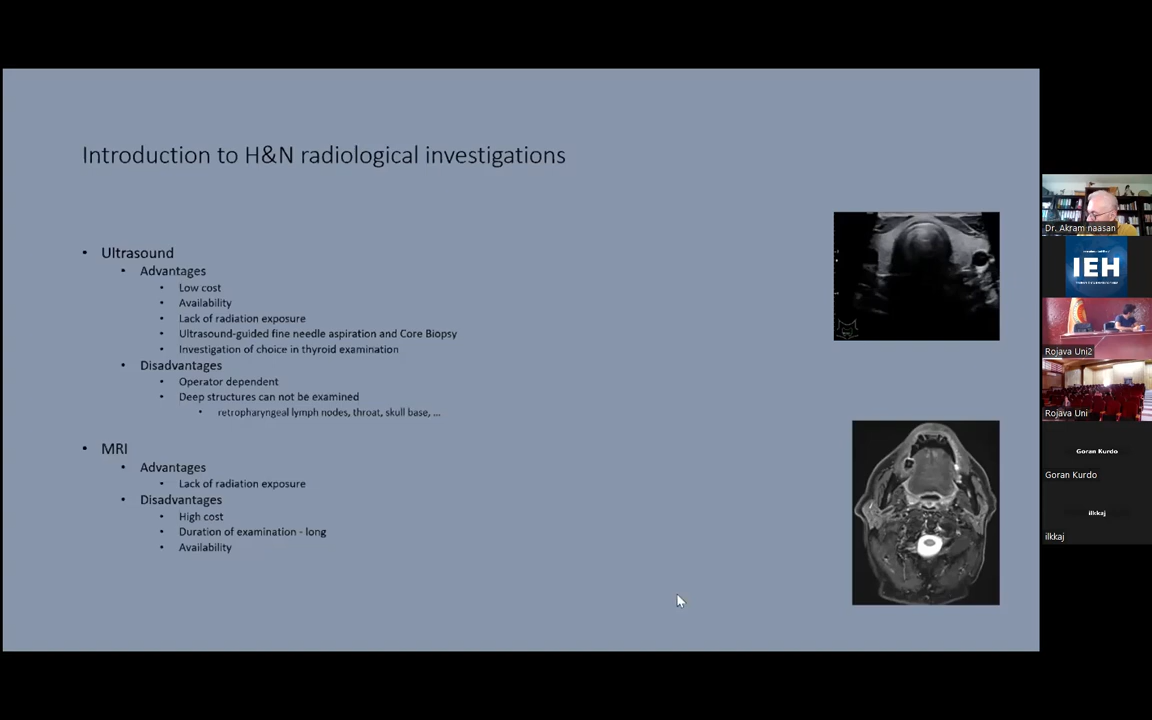 Introduction to H&N radiological investigations
• Ultrasound
• Advantages
• Low cost
• Availability
• Lack of radiation exposure
• Ultrasound-guided fine needle aspiration and Core Biopsy
• Investigation of choice in thyroid examination
• Disadvantages
• Operator dependent
• Deep structures can not be examined
• retropharyngeal lymph nodes, throat, skull base, ...
• MRI
• Advantages
• Lack of radiation exposure
• Disadvantages
• High cost
• Duration of examination - long
• Availability
Dr. Akram naasan
IEH
Rojava Uni2
Rojava Uni
Goran Kurdo
Goran Kurdo
ilkkaj
ilkkaj